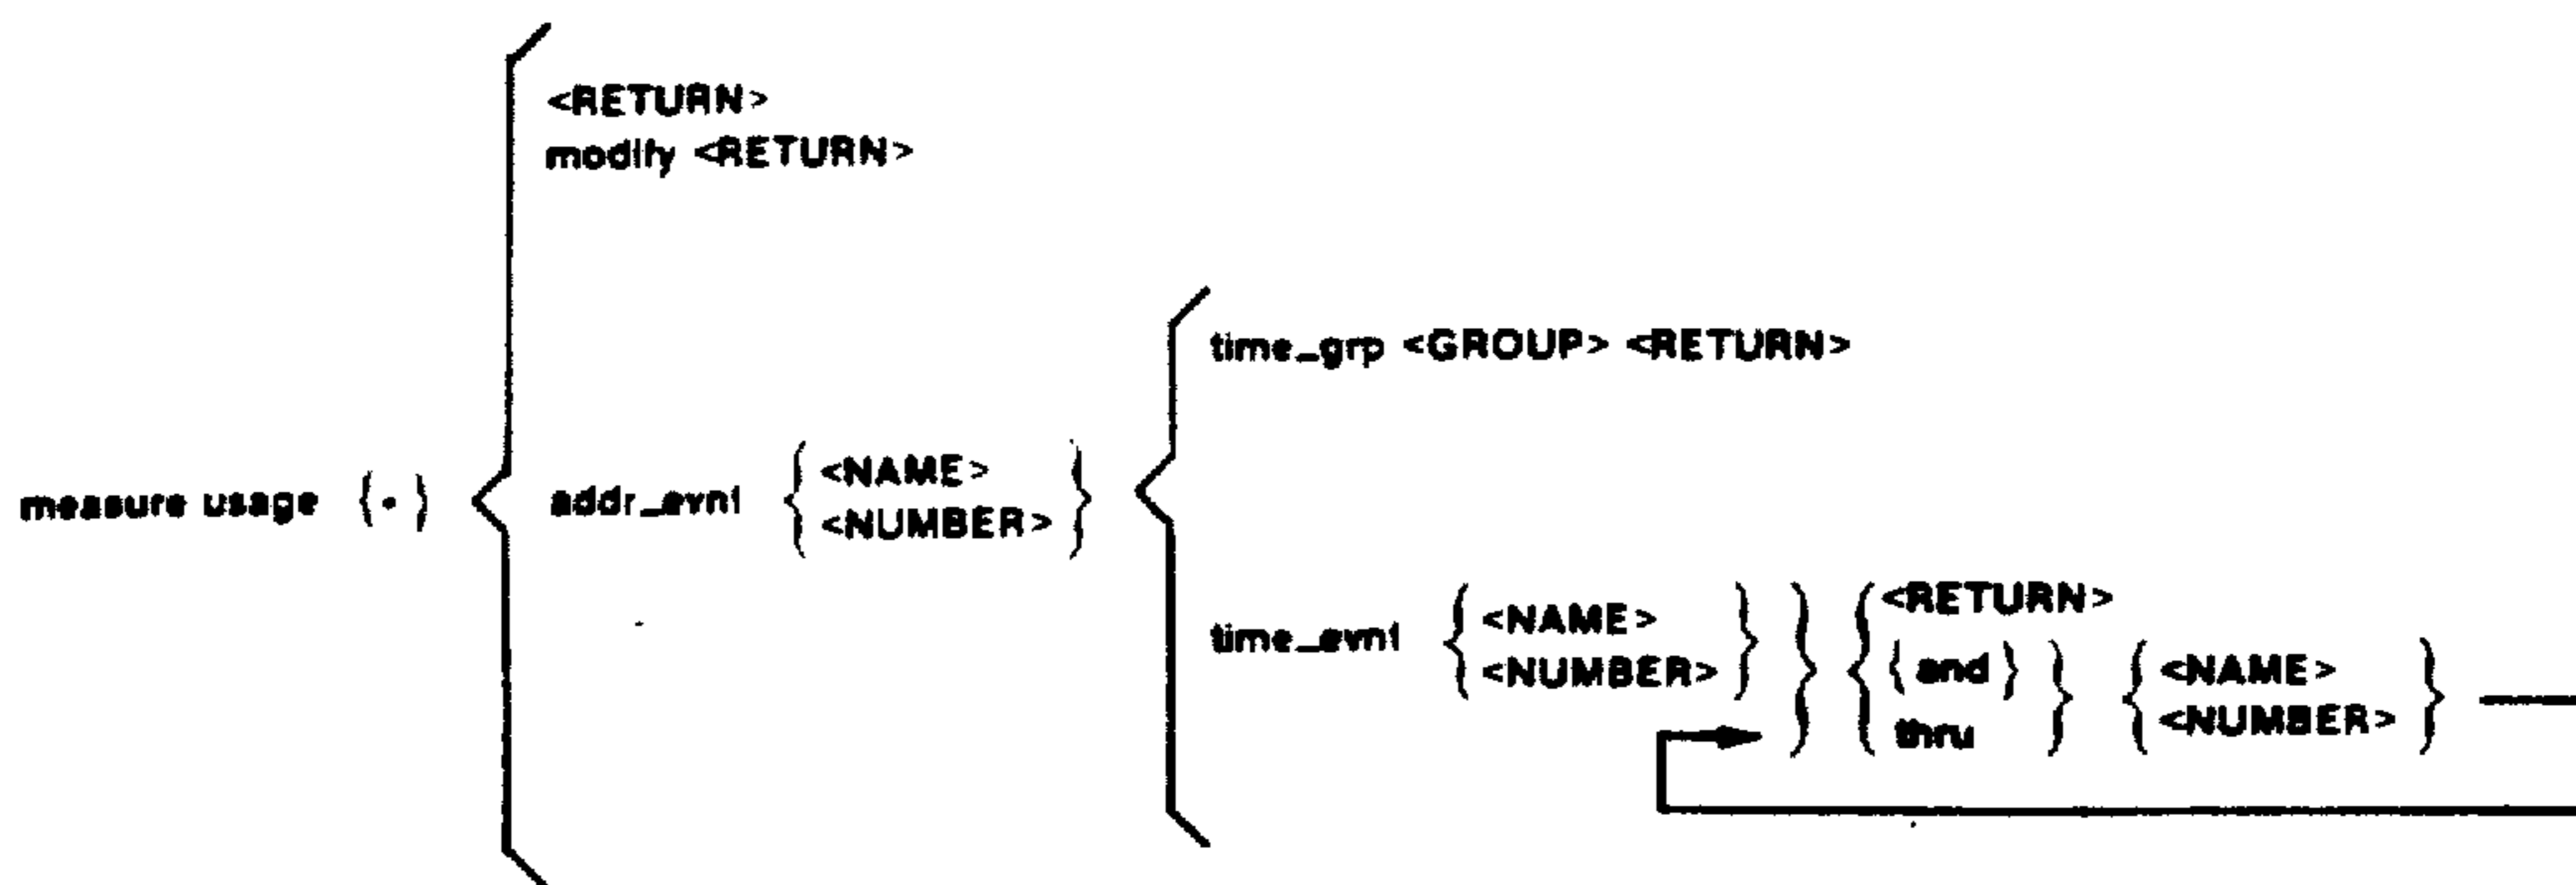 <RETURN>
modify <RETURN>
time_grp <GROUP> <RETURN>
measure usage { • } addr_evnt { <NAME>
<NUMBER> }
time_evnt { <NAME>
<NUMBER> } } { <RETURN>
{ and }
thru } { <NAME>
<NUMBER> }